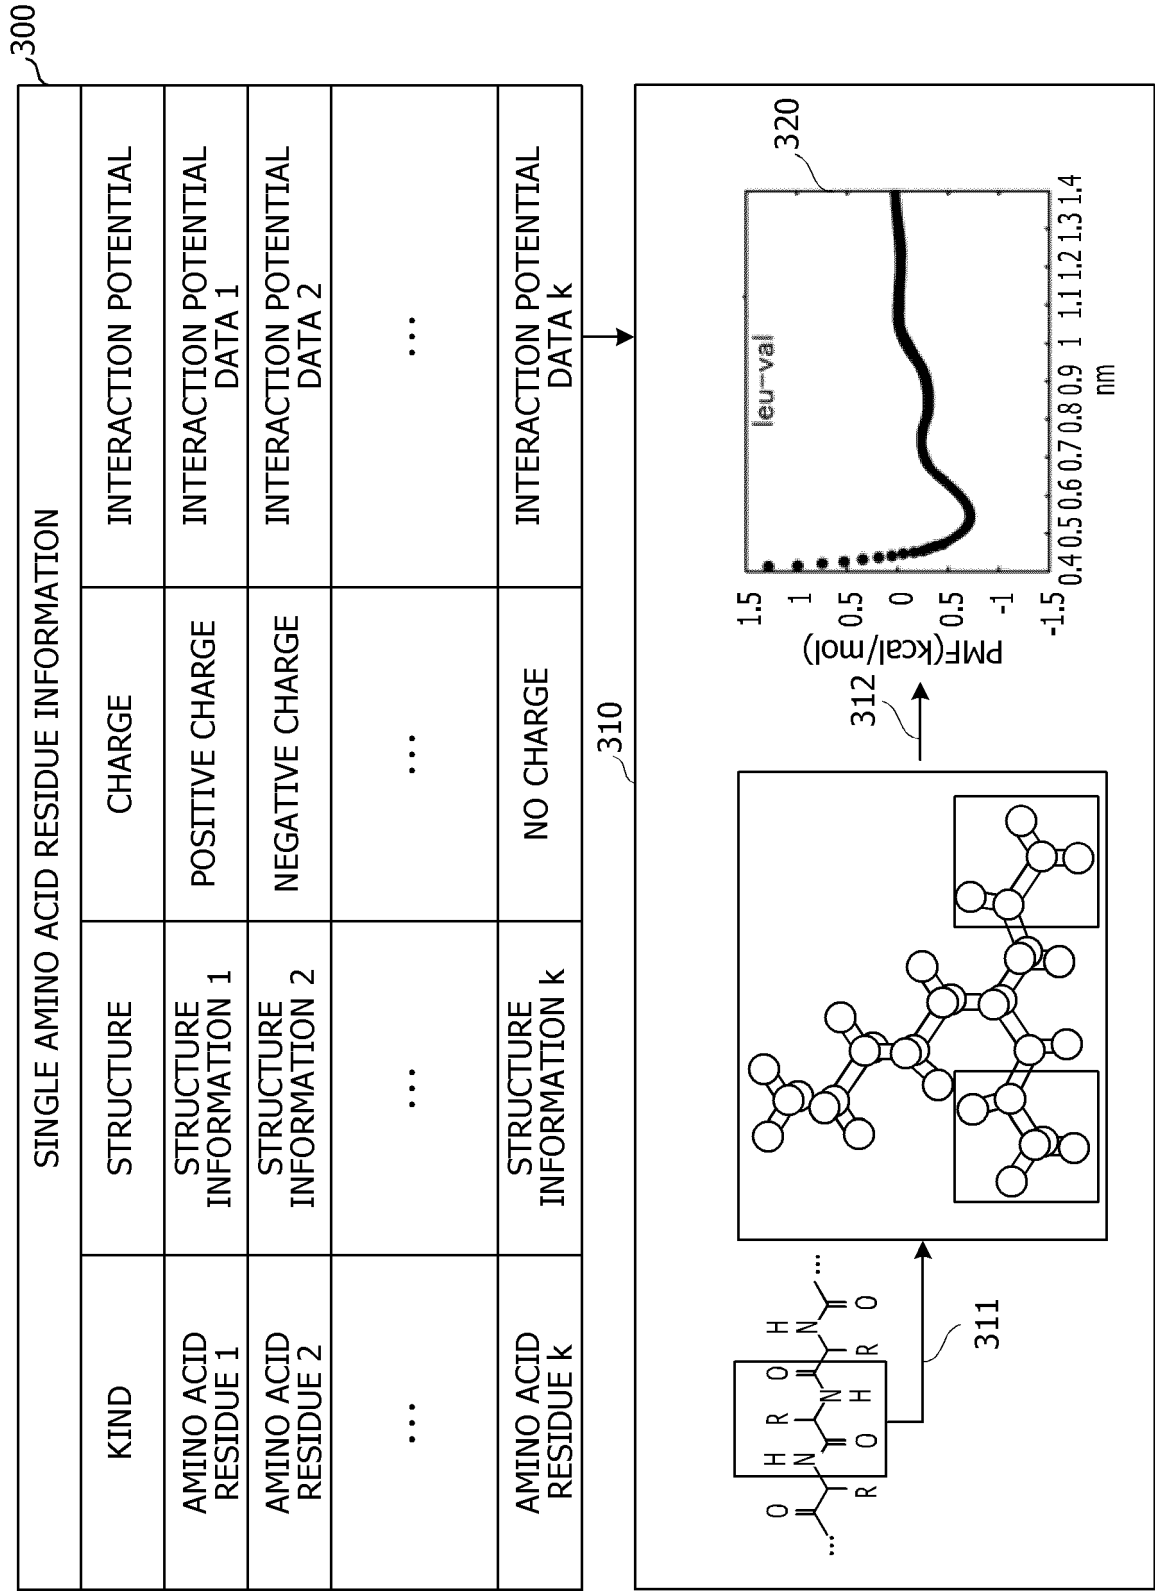 300
SINGLE AMINO ACID RESIDUE INFORMATION
KIND
STRUCTURE
CHARGE
INTERACTION POTENTIAL
AMINO ACID
RESIDUE 1
STRUCTURE
INFORMATION 1
POSITIVE CHARGE
INTERACTION POTENTIAL
DATA 1
AMINO ACID
RESIDUE 2
STRUCTURE
INFORMATION 2
NEGATIVE CHARGE
INTERACTION POTENTIAL
DATA 2
...
...
...
...
AMINO ACID
RESIDUE k
STRUCTURE
INFORMATION k
NO CHARGE
INTERACTION POTENTIAL
DATA k
310
...
O
H
N
R
O
R
N
H
O
H
N
R
O
...
311
312
320
PMF(kcal/mol)
1.5
1
0.5
0
0.5
-1
-1.5
leu-val
0.4 0.5 0.6 0.7 0.8 0.9 1 1.1 1.2 1.3 1.4
nm